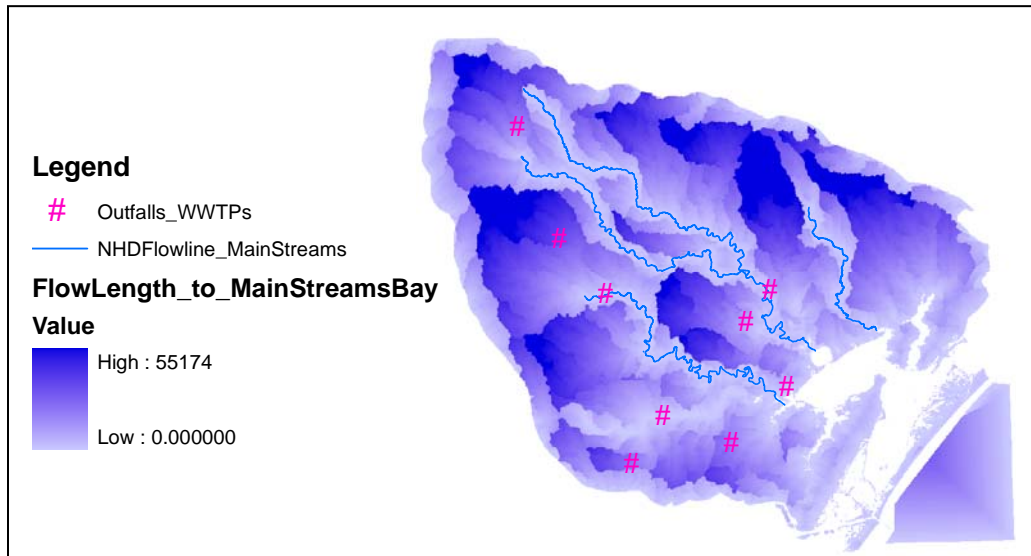 Legend
# Outfalls_WWTPs
NHDFlowline_MainStreams
FlowLength_to_MainStreamsBay
Value
High : 55174
Low : 0.000000